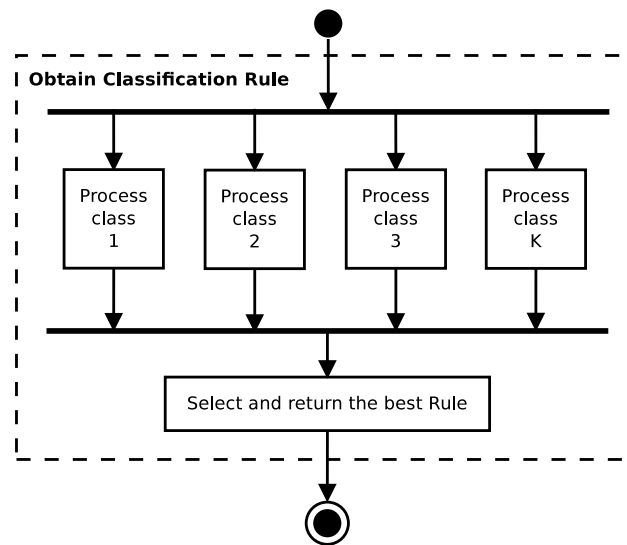 Obtain Classification Rule
Process
class
1
Process
class
2
Process
class
3
Process
class
K
Select and return the best Rule